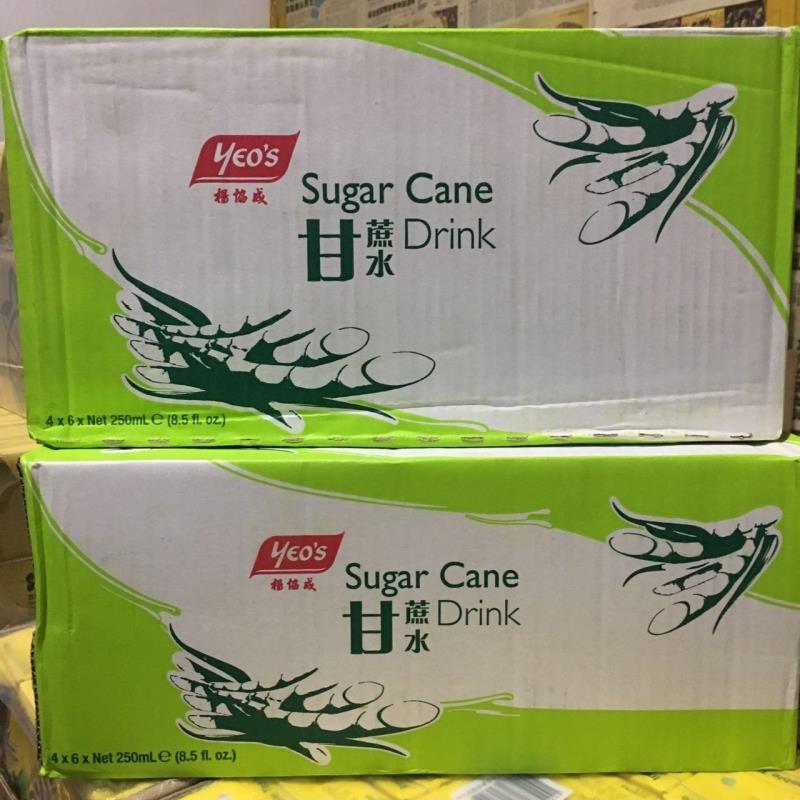 YEO'S
楊協成
Sugar Cane
甘蔗水 Drink
4 x 6 x Net 250mL ℮ (8.5 fl. oz.)
YEO'S
楊協成
Sugar Cane
甘蔗水 Drink
4 x 6 x Net 250mL ℮ (8.5 fl. oz.)